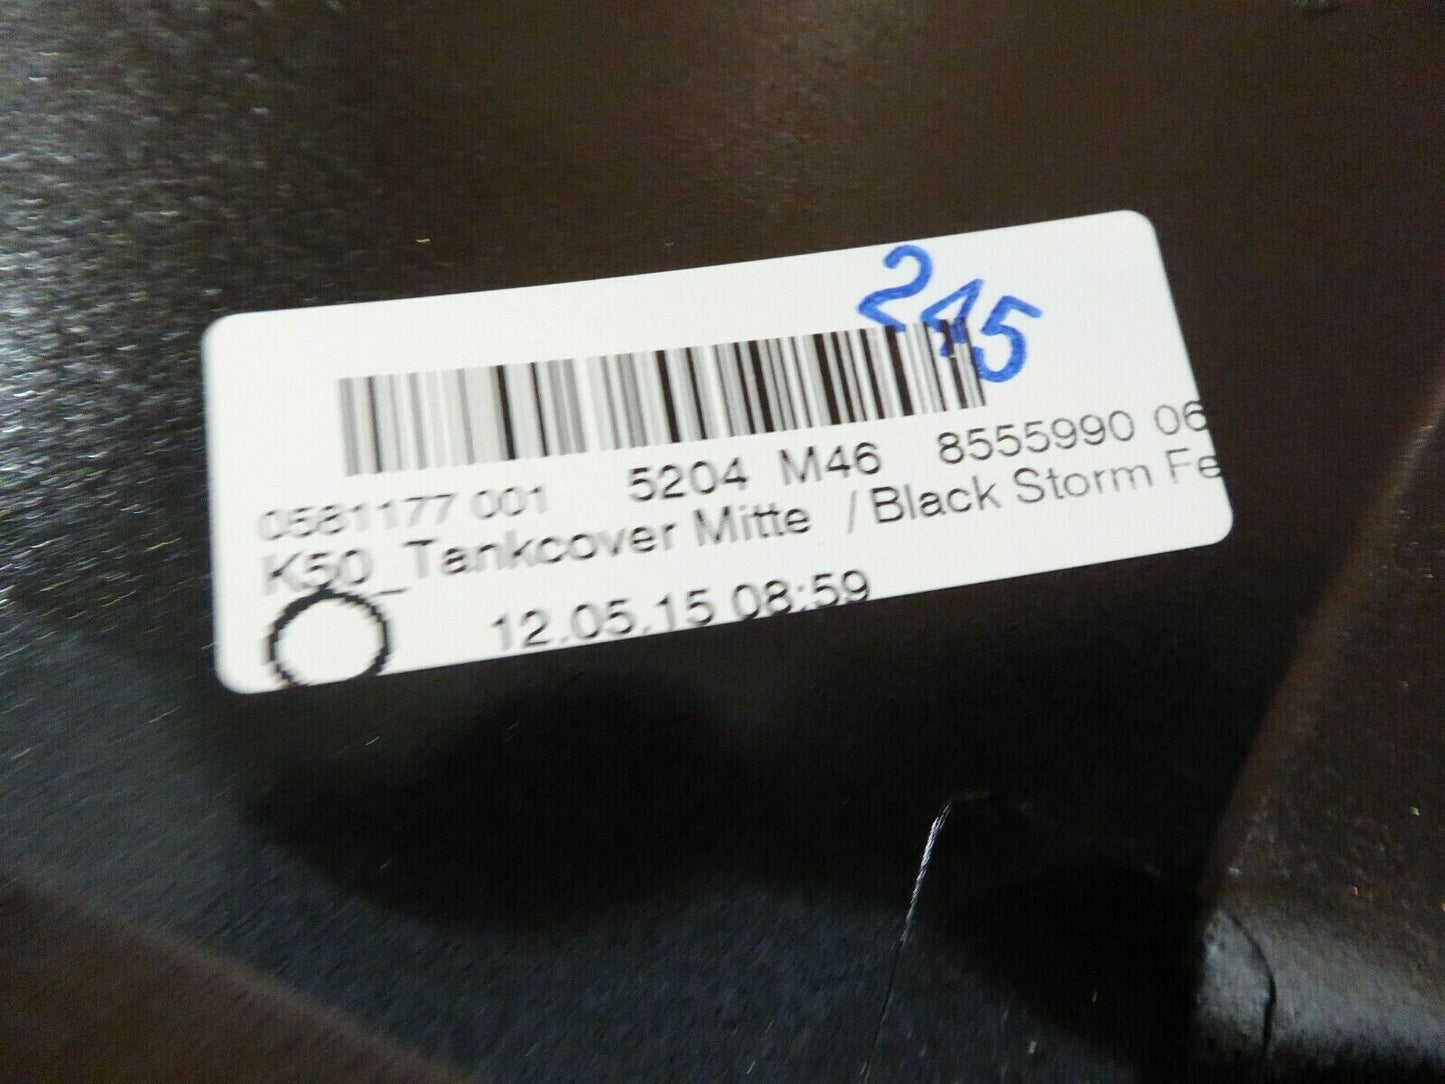 245
0581177 001 5204 M46 8555990 06
K50_Tankcover Mitte / Black Storm Fe
12.05.15 08:59